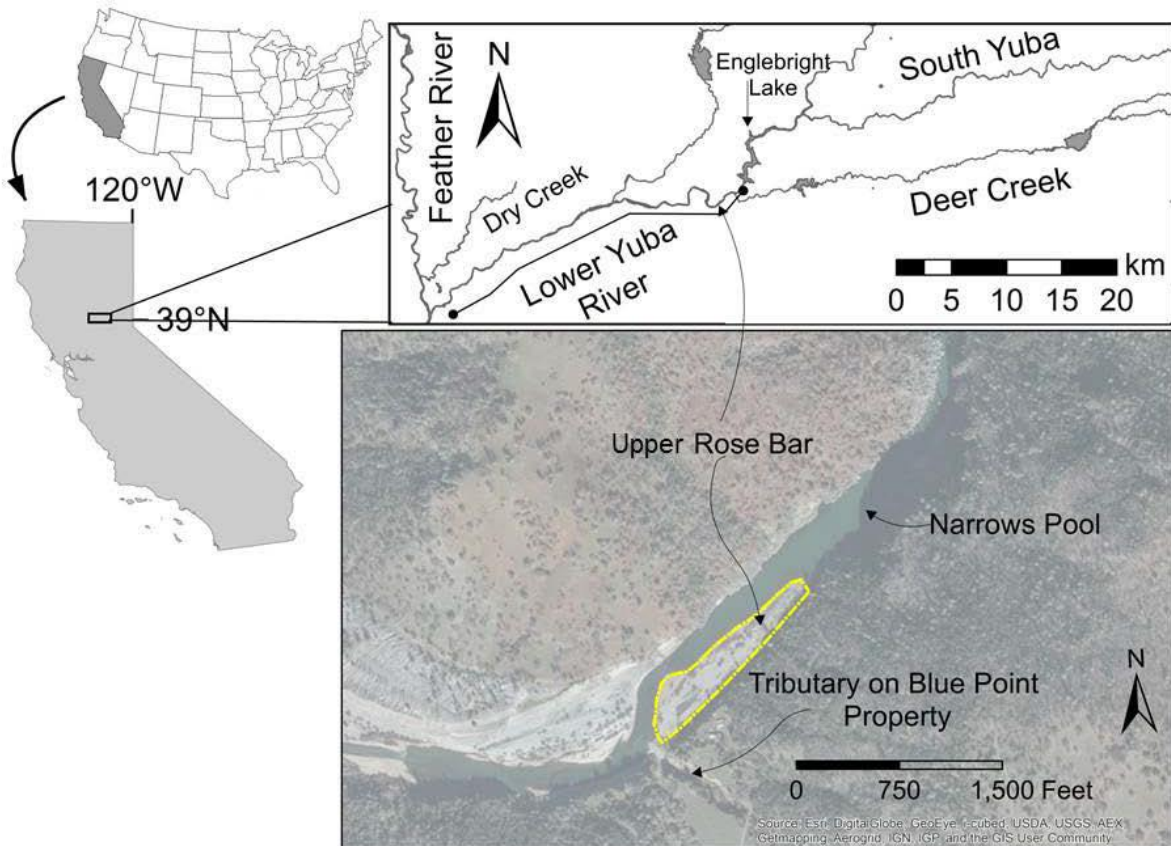 120°W
39°N
Feather River
N
Englebright
Lake
South Yuba
Dry Creek
Deer Creek
Lower Yuba
River
km
0 5 10 15 20
Upper Rose Bar
Narrows Pool
Tributary on Blue Point
Property
N
0 750 1,500 Feet
Source: Esri, DigitalGlobe, GeoEye, i-cubed, USDA, USGS, AEX,
Getmapping, Aerogrid, IGN, IGP, and the GIS User Community